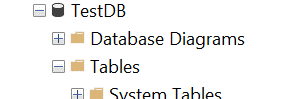 TestDB
Database Diagrams
Tables
System Tables